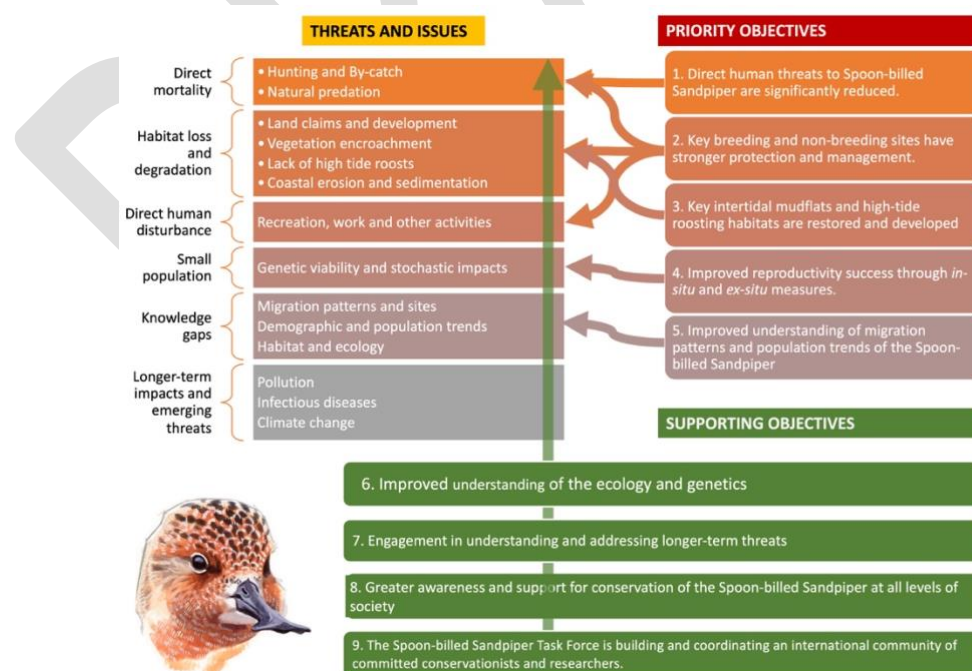 THREATS AND ISSUES
Direct
mortality
• Hunting and By-catch
• Natural predation
Habitat loss
and
degradation
• Land claims and development
• Vegetation encroachment
• Lack of high tide roosts
• Coastal erosion and sedimentation
Direct human
disturbance
Recreation, work and other activities
Small
population
Genetic viability and stochastic impacts
Knowledge
gaps
Migration patterns and sites
Demographic and population trends
Habitat and ecology
Longer-term
impacts and
emerging
threats
Pollution
Infectious diseases
Climate change
PRIORITY OBJECTIVES
1. Direct human threats to Spoon-billed
Sandpiper are significantly reduced.
2. Key breeding and non-breeding sites have
stronger protection and management.
3. Key intertidal mudflats and high-tide
roosting habitats are restored and developed
4. Improved reproductivity success through in-
situ and ex-situ measures.
5. Improved understanding of migration
patterns and population trends of the Spoon-
billed Sandpiper
SUPPORTING OBJECTIVES
6. Improved understanding of the ecology and genetics
7. Engagement in understanding and addressing longer-term threats
8. Greater awareness and support for conservation of the Spoon-billed Sandpiper at all levels of
society
9. The Spoon-billed Sandpiper Task Force is building and coordinating an international community of
committed conservationists and researchers.